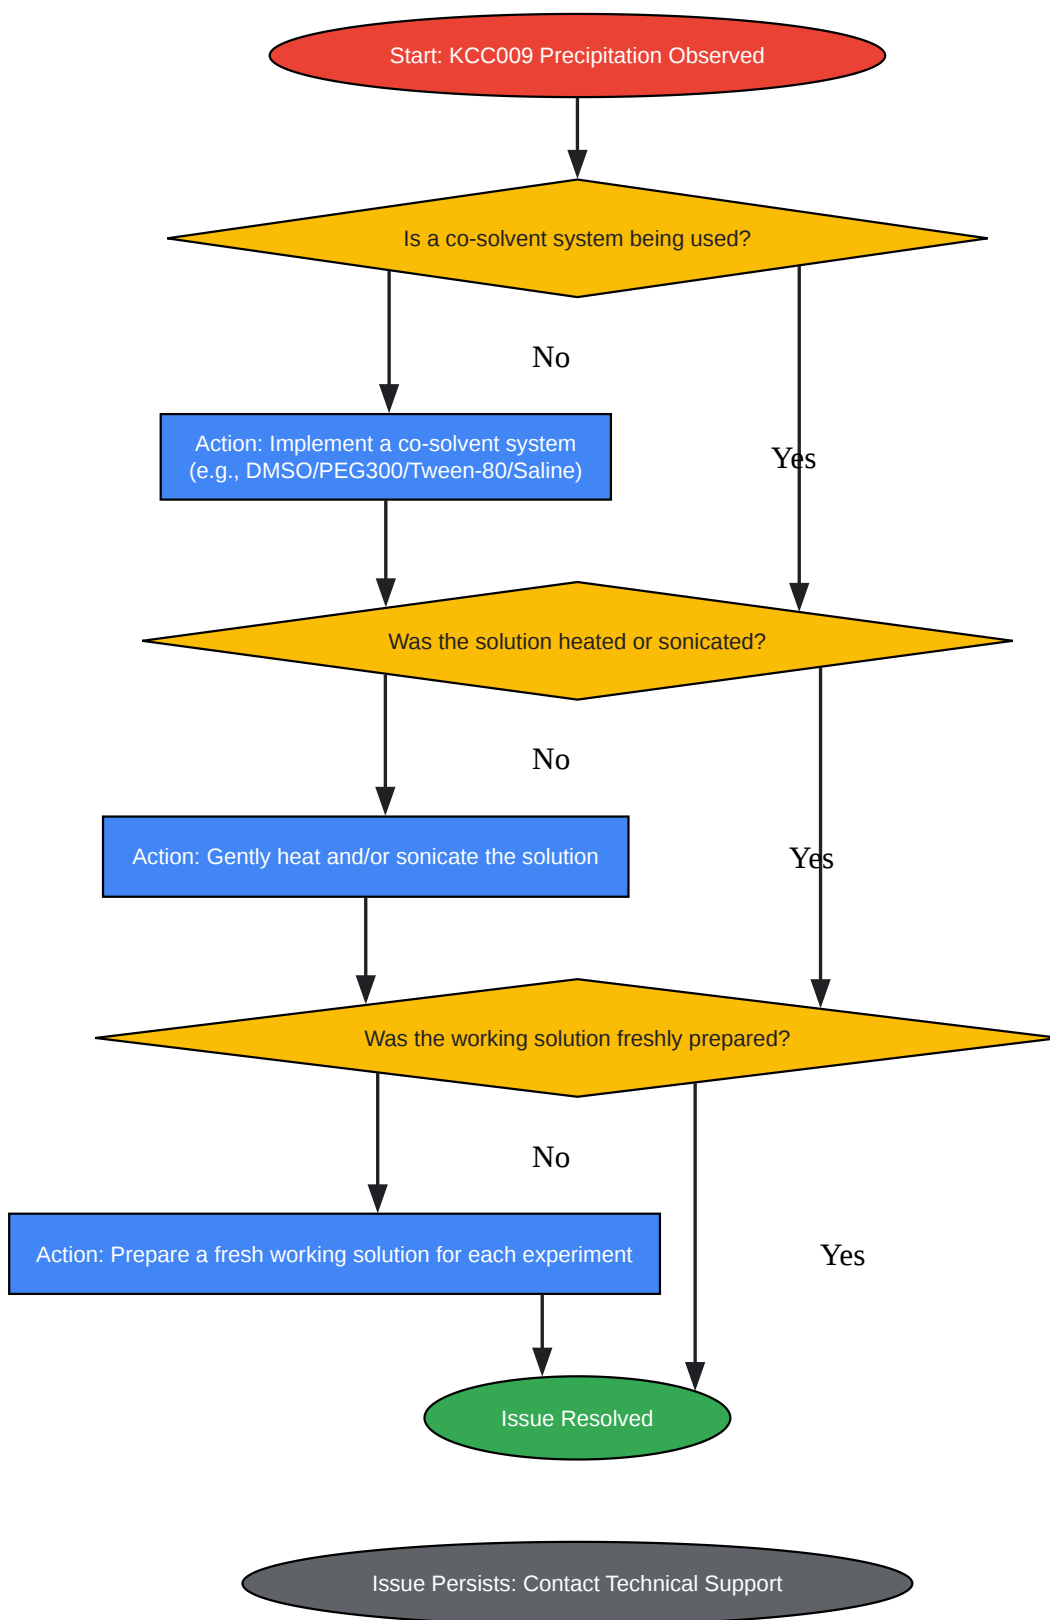 Start: KCC009 Precipitation Observed
Is a co-solvent system being used?
No
Action: Implement a co-solvent system
(e.g., DMSO/PEG300/Tween-80/Saline)
Yes
Was the solution heated or sonicated?
No
Action: Gently heat and/or sonicate the solution
Yes
Was the working solution freshly prepared?
No
Action: Prepare a fresh working solution for each experiment
Yes
Issue Resolved
Issue Persists: Contact Technical Support